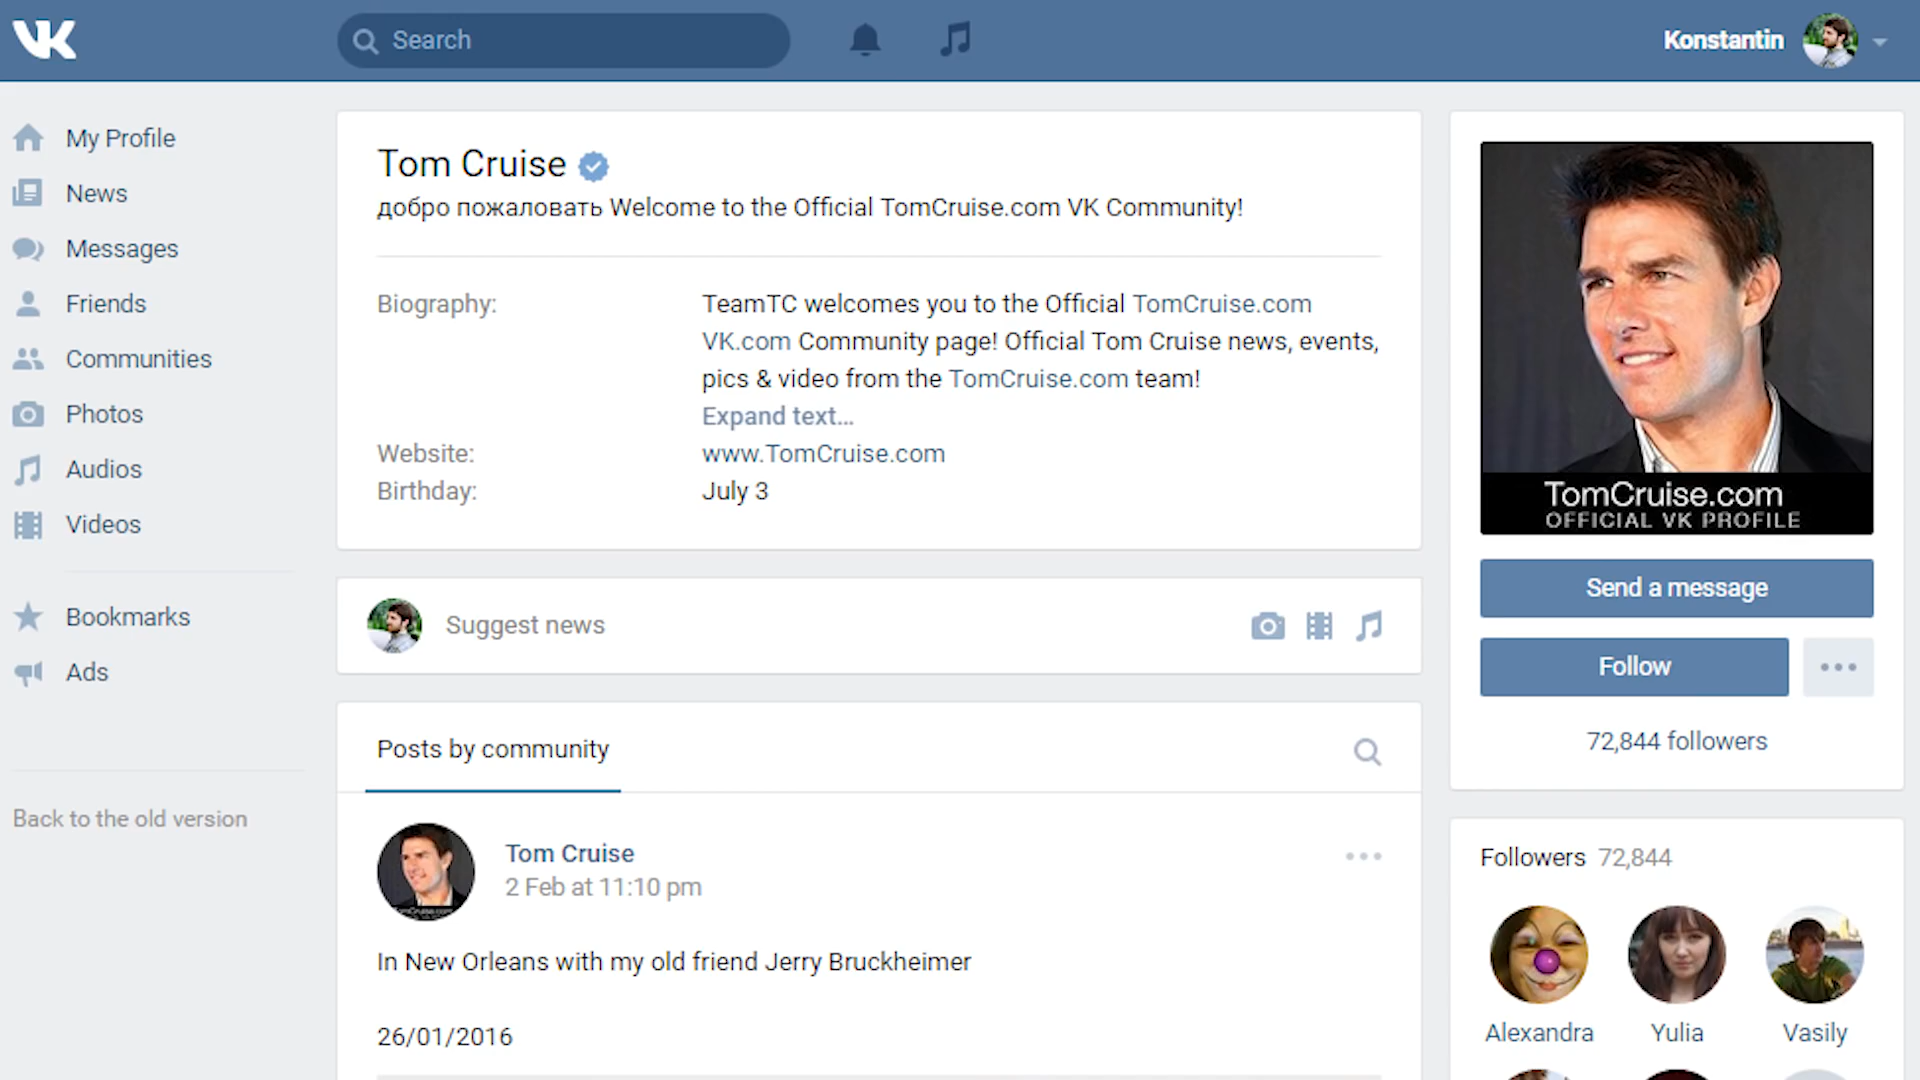 VK
Search
Konstantin
My Profile
News
Messages
Friends
Communities
Photos
Audios
Videos
Bookmarks
Ads
Back to the old version
Tom Cruise
добро пожаловать Welcome to the Official TomCruise.com VK Community!
Biography:
TeamTC welcomes you to the Official TomCruise.com
VK.com Community page! Official Tom Cruise news, events,
pics & video from the TomCruise.com team!
Expand text...
Website:
www.TomCruise.com
Birthday:
July 3
Suggest news
Posts by community
Tom Cruise
2 Feb at 11:10 pm
TomCruise.com
In New Orleans with my old friend Jerry Bruckheimer
26/01/2016
TomCruise.com
OFFICIAL VK PROFILE
Send a message
Follow
72,844 followers
Followers 72,844
Alexandra
Yulia
Vasily